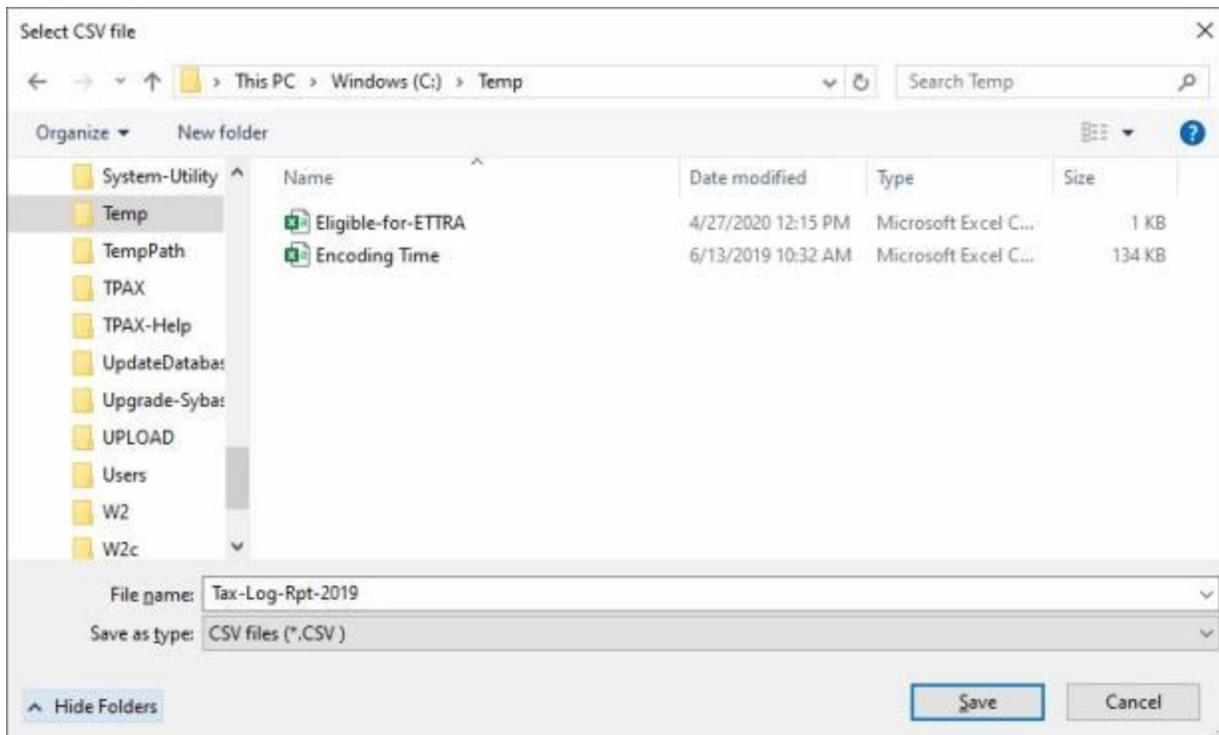 Select CSV file
This PC > Windows (C:) > Temp
Search Temp
Organize
New folder
System-Utility
Temp
TempPath
TPAX
TPAX-Help
UpdateDatabas
Upgrade-Sybas
UPLOAD
Users
W2
W2c
Name Date modified Type Size
Eligible-for-ETTRA 4/27/2020 12:15 PM Microsoft Excel C... 1 KB
Encoding Time 6/13/2019 10:32 AM Microsoft Excel C... 134 KB
File name: Tax-Log-Rpt-2019
Save as type: CSV files (*.CSV )
Hide Folders
Save
Cancel